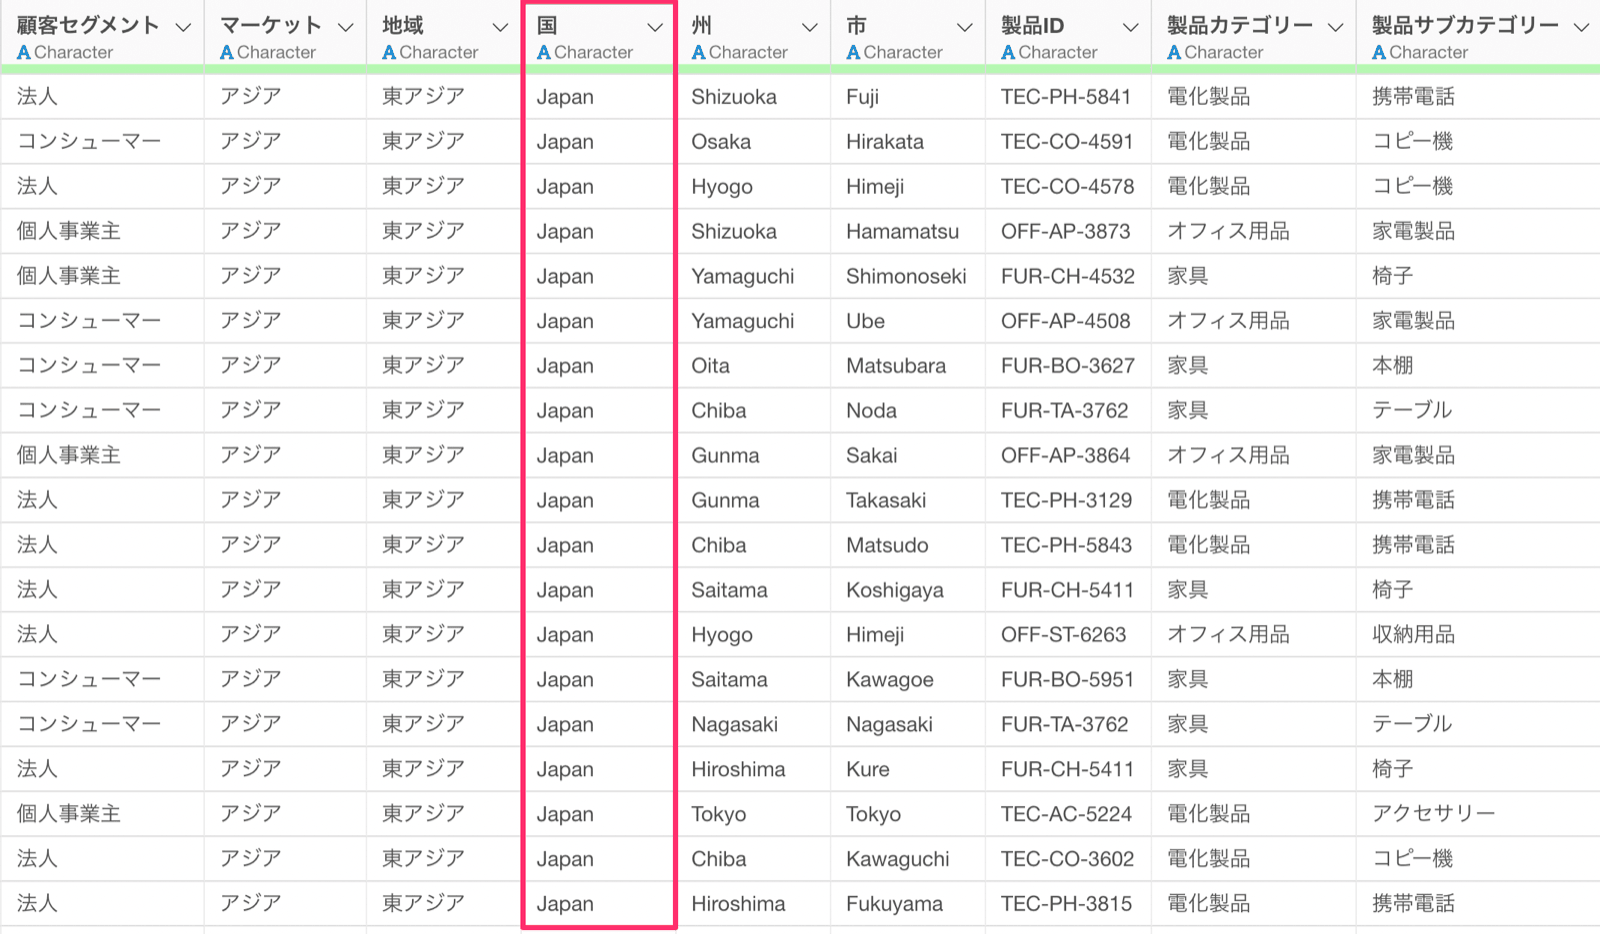 顧客セグメント マーケット 地域 国 州 市 製品ID 製品カテゴリー 製品サブカテゴリー
A Character A Character A Character A Character A Character A Character A Character A Character A Character
法人 アジア 東アジア Japan Shizuoka Fuji TEC-PH-5841 電化製品 携帯電話
コンシューマー アジア 東アジア Japan Osaka Hirakata TEC-CO-4591 電化製品 コピー機
法人 アジア 東アジア Japan Hyogo Himeji TEC-CO-4578 電化製品 コピー機
個人事業主 アジア 東アジア Japan Shizuoka Hamamatsu OFF-AP-3873 オフィス用品 家電製品
個人事業主 アジア 東アジア Japan Yamaguchi Shimonoseki FUR-CH-4532 家具 椅子
コンシューマー アジア 東アジア Japan Yamaguchi Ube OFF-AP-4508 オフィス用品 家電製品
コンシューマー アジア 東アジア Japan Oita Matsubara FUR-BO-3627 家具 本棚
コンシューマー アジア 東アジア Japan Chiba Noda FUR-TA-3762 家具 テーブル
個人事業主 アジア 東アジア Japan Gunma Sakai OFF-AP-3864 オフィス用品 家電製品
法人 アジア 東アジア Japan Gunma Takasaki TEC-PH-3129 電化製品 携帯電話
法人 アジア 東アジア Japan Chiba Matsudo TEC-PH-5843 電化製品 携帯電話
法人 アジア 東アジア Japan Saitama Koshigaya FUR-CH-5411 家具 椅子
法人 アジア 東アジア Japan Hyogo Himeji OFF-ST-6263 オフィス用品 収納用品
コンシューマー アジア 東アジア Japan Saitama Kawagoe FUR-BO-5951 家具 本棚
コンシューマー アジア 東アジア Japan Nagasaki Nagasaki FUR-TA-3762 家具 テーブル
法人 アジア 東アジア Japan Hiroshima Kure FUR-CH-5411 家具 椅子
個人事業主 アジア 東アジア Japan Tokyo Tokyo TEC-AC-5224 電化製品 アクセサリー
法人 アジア 東アジア Japan Chiba Kawaguchi TEC-CO-3602 電化製品 コピー機
法人 アジア 東アジア Japan Hiroshima Fukuyama TEC-PH-3815 電化製品 携帯電話